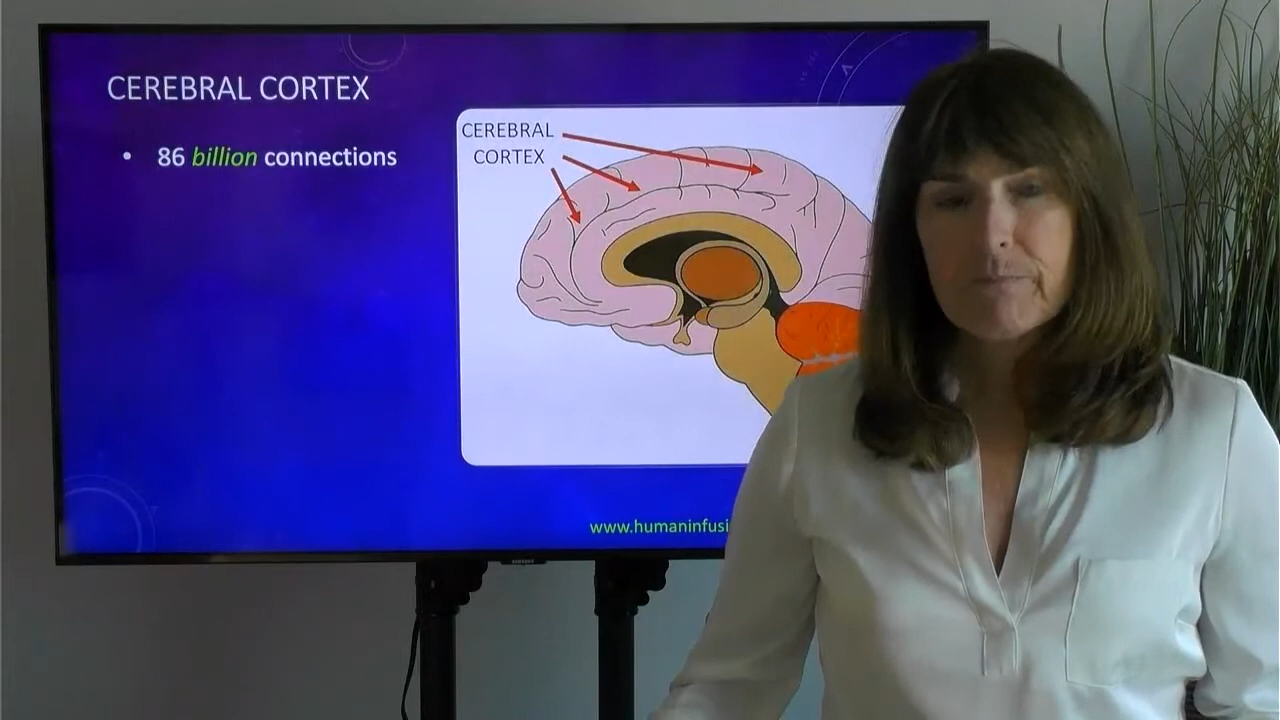 CEREBRAL CORTEX
• 86 billion connections
CEREBRAL
CORTEX
www.humaninfusi